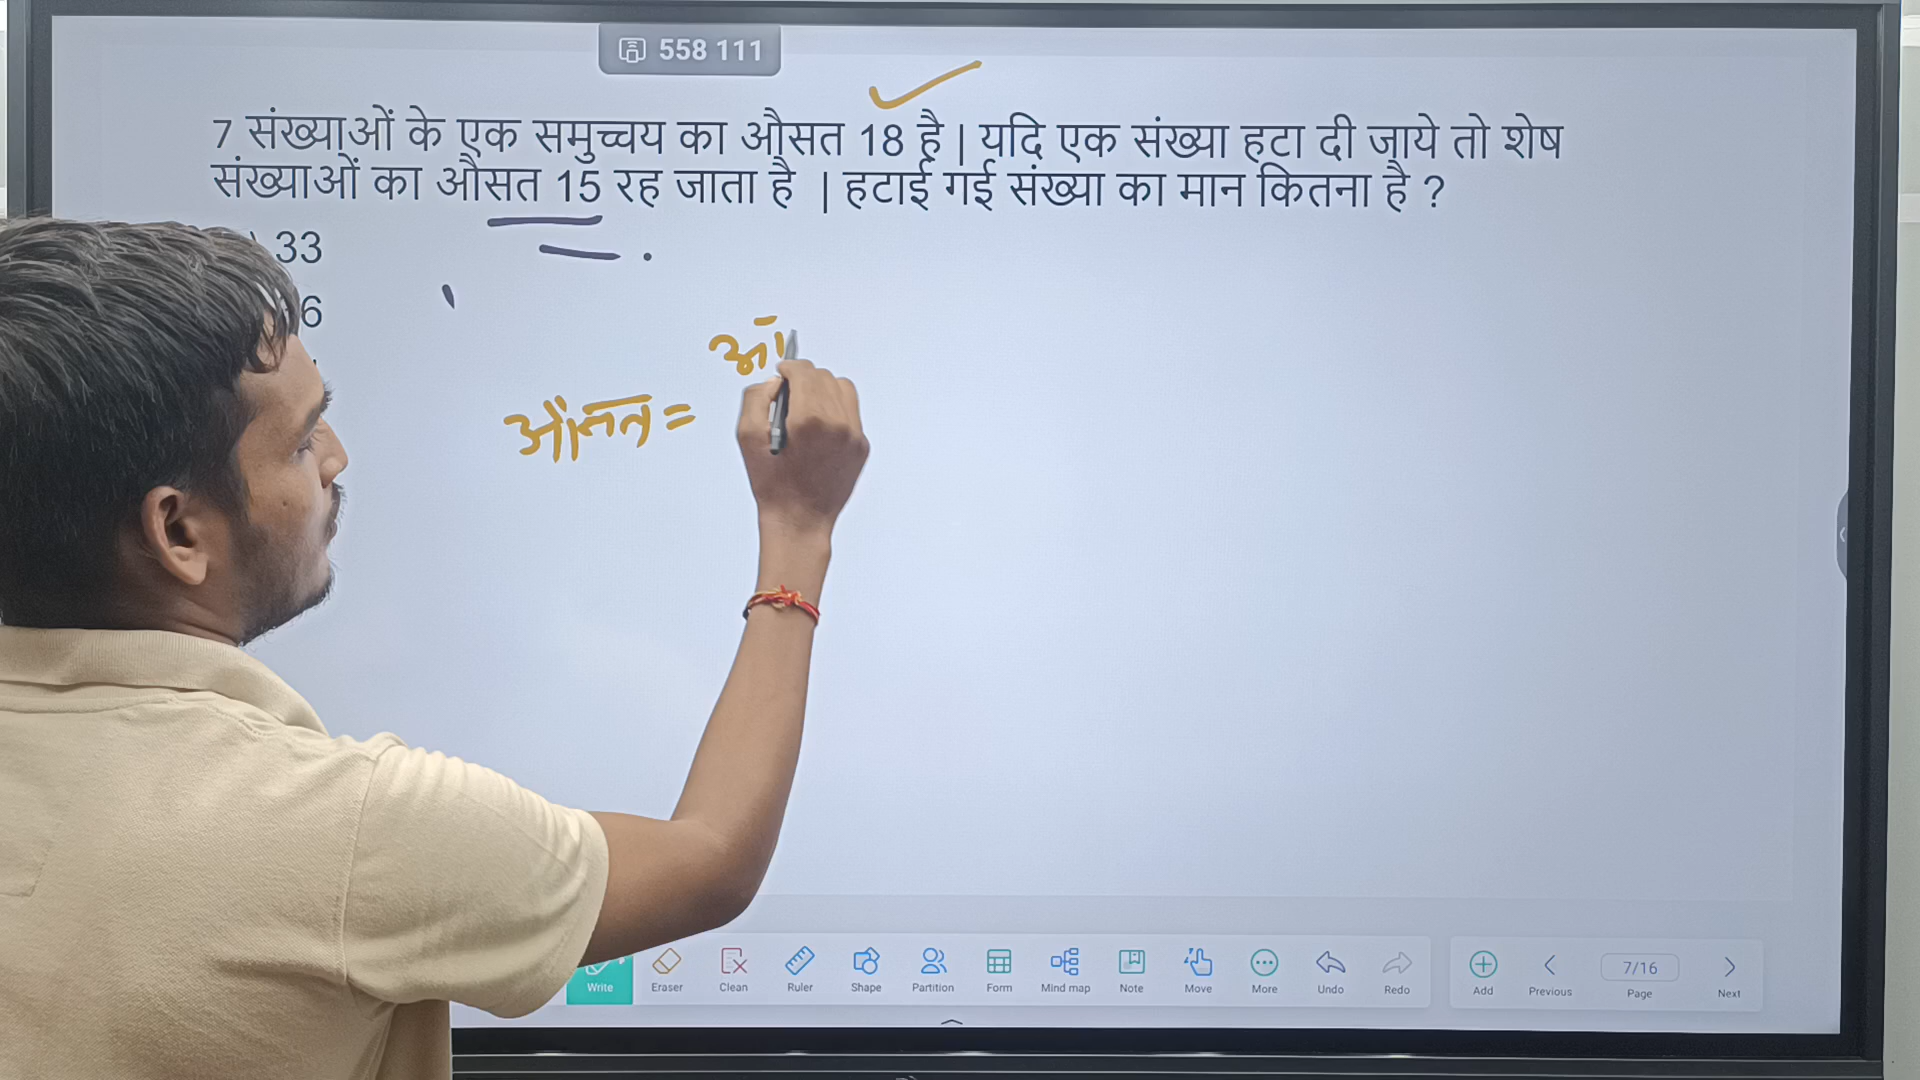 558 111
7 संख्याओं के एक समुच्चय का औसत 18 है | यदि एक संख्या हटा दी जाये तो शेष
संख्याओं का औसत 15 रह जाता है | हटाई गई संख्या का मान कितना है ?
33
6
औसत =
Write Eraser Clean Ruler Shape Partition Form Mind map Note Move More Undo Redo Add Previous 7/16 Page Next